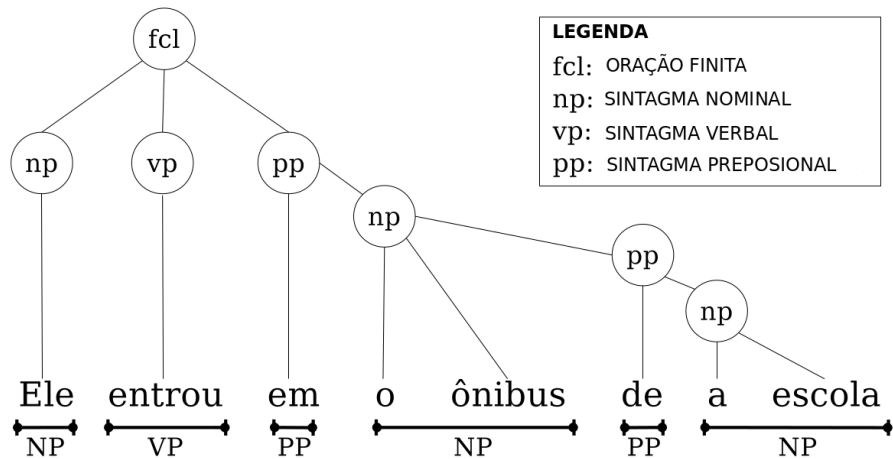 fcl
LEGENDA
fcl: ORAÇÃO FINITA
np: SINTAGMA NOMINAL
vp: SINTAGMA VERBAL
pp: SINTAGMA PREPOSIONAL
np vp pp
np
pp
np
Ele entrou em o ônibus de a escola
NP VP PP NP PP NP